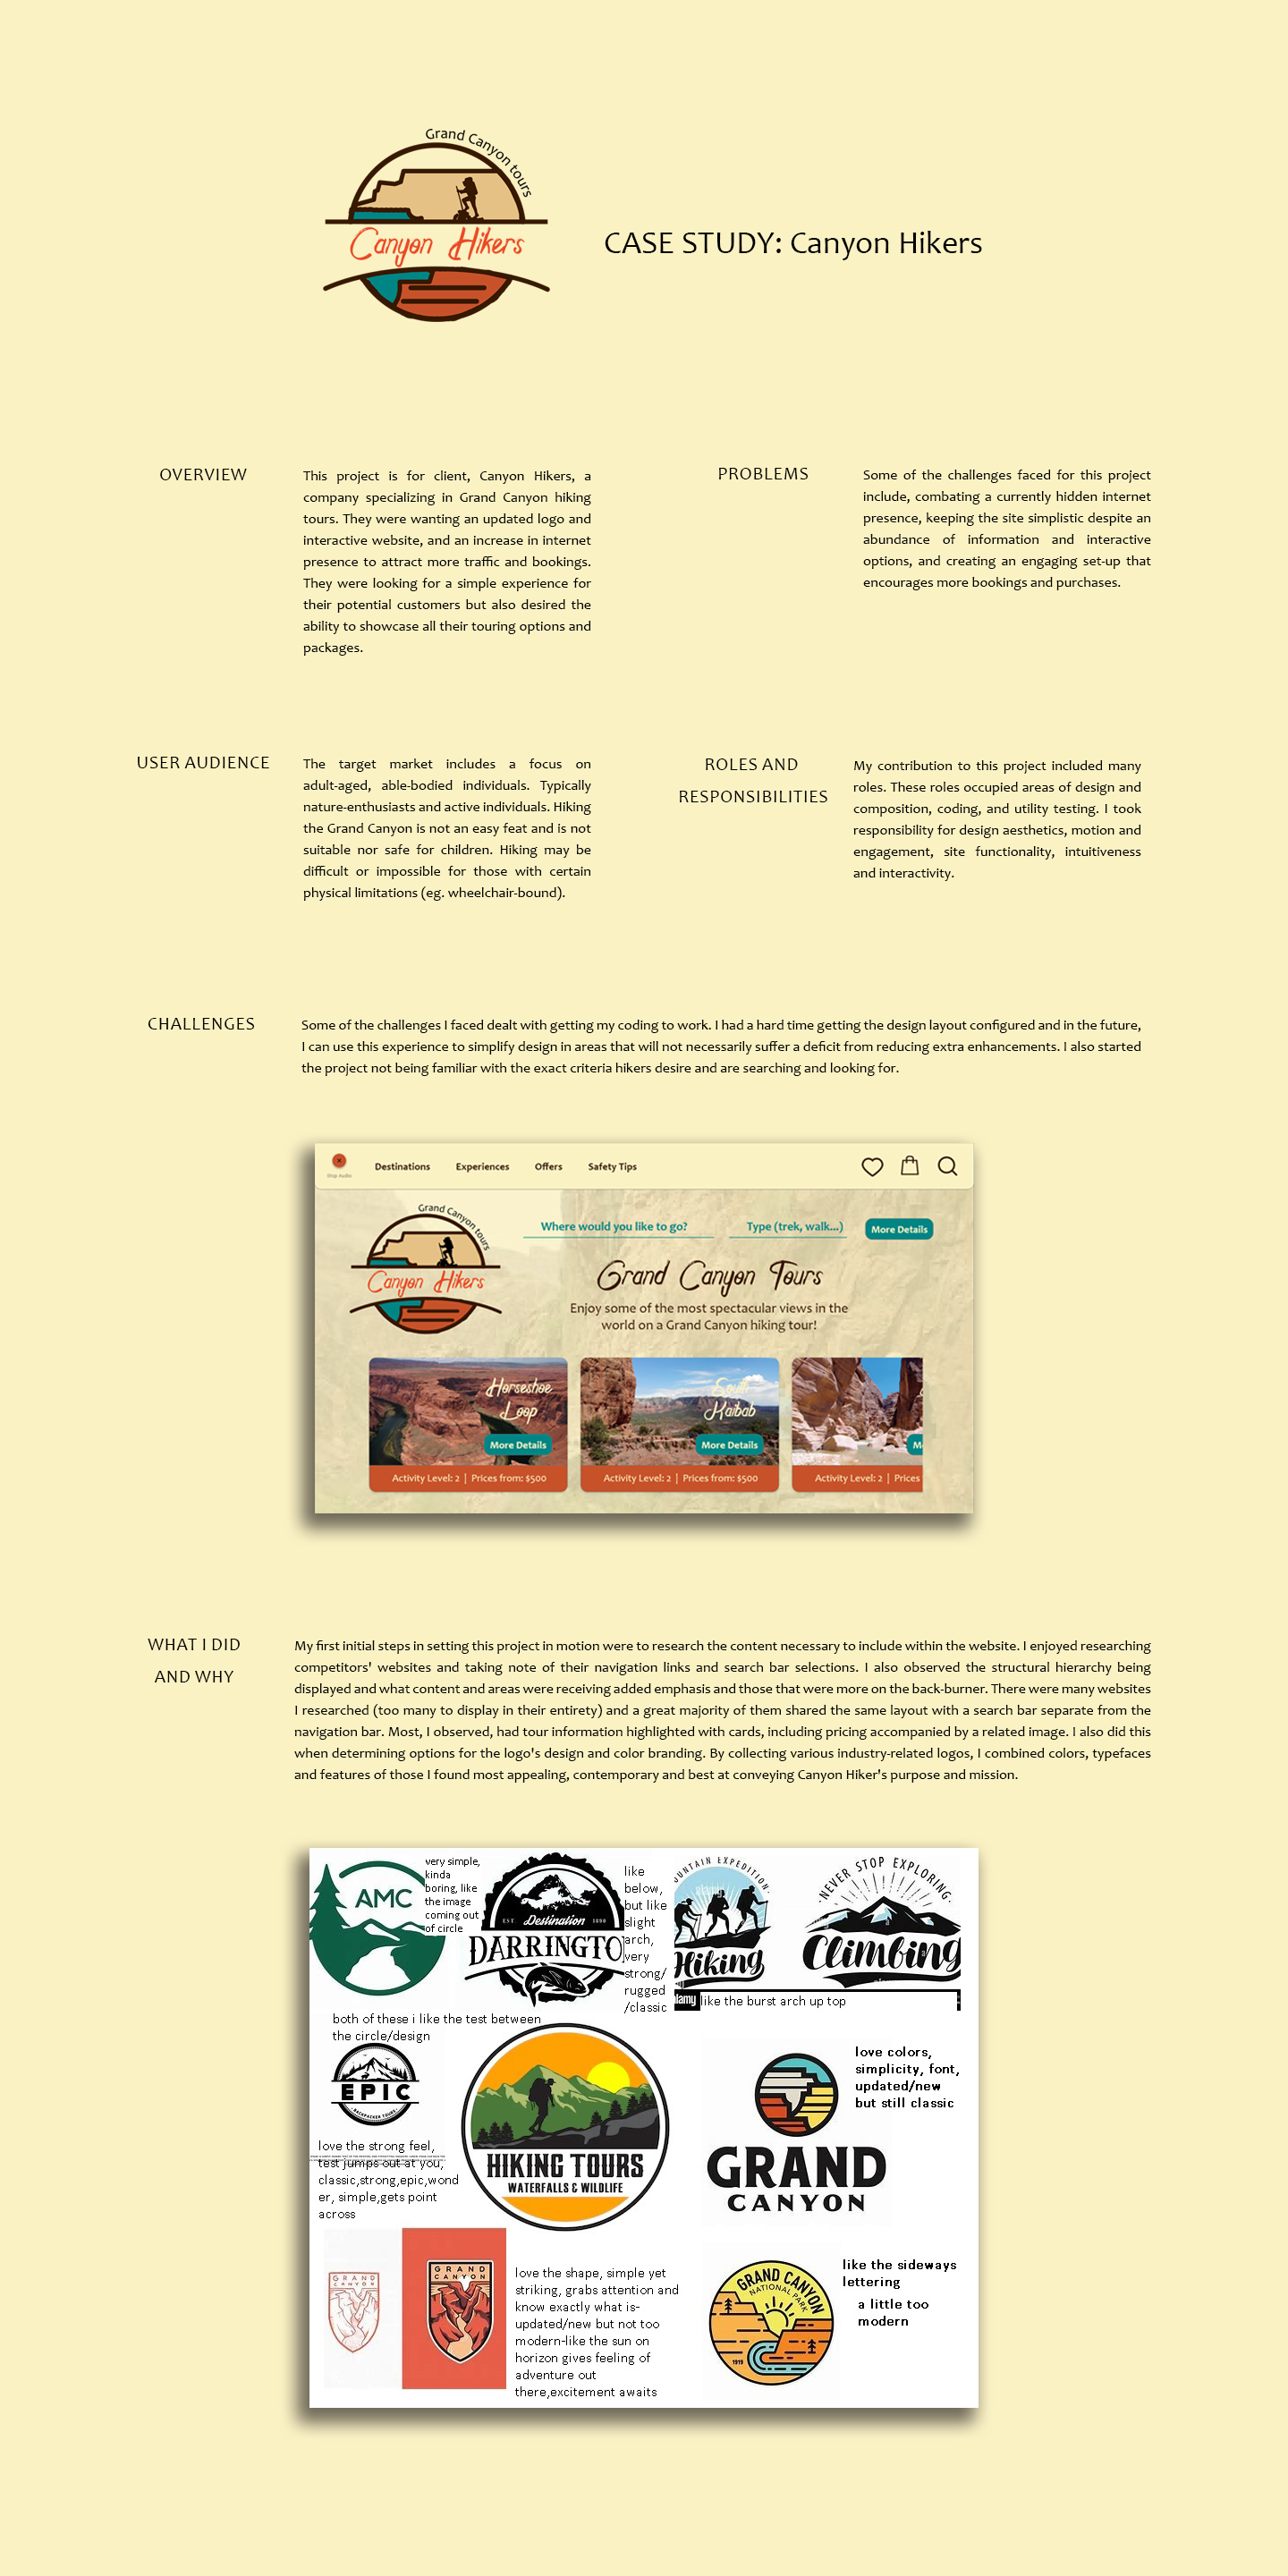 Grand Canyon tours
Canyon Hikers
CASE STUDY: Canyon Hikers
OVERVIEW
This project is for client, Canyon Hikers, a
company specializing in Grand Canyon hiking
tours. They were wanting an updated logo and
interactive website, and an increase in internet
presence to attract more traffic and bookings.
They were looking for a simple experience for
their potential customers but also desired the
ability to showcase all their touring options and
packages.
PROBLEMS
Some of the challenges faced for this project
include, combating a currently hidden internet
presence, keeping the site simplistic despite an
abundance of information and interactive
options, and creating an engaging set-up that
encourages more bookings and purchases.
USER AUDIENCE
The target market includes a focus on
adult-aged, able-bodied individuals. Typically
nature-enthusiasts and active individuals. Hiking
the Grand Canyon is not an easy feat and is not
suitable nor safe for children. Hiking may be
difficult or impossible for those with certain
physical limitations (eg. wheelchair-bound).
ROLES AND
RESPONSIBILITIES
My contribution to this project included many
roles. These roles occupied areas of design and
composition, coding, and utility testing. I took
responsibility for design aesthetics, motion and
engagement, site functionality, intuitiveness
and interactivity.
CHALLENGES
Some of the challenges I faced dealt with getting my coding to work. I had a hard time getting the design layout configured and in the future,
I can use this experience to simplify design in areas that will not necessarily suffer a deficit from reducing extra enhancements. I also started
the project not being familiar with the exact criteria hikers desire and are searching and looking for.
Stop Audio
Destinations Experiences Offers Safety Tips
Grand Canyon tours
Canyon Hikers
Where would you like to go? Type (trek, walk...) More Details
Grand Canyon Tours
Enjoy some of the most spectacular views in the
world on a Grand Canyon hiking tour!
Horseshoe
Loop
More Details
Activity Level: 2 | Prices from: $500
South
Kaibab
More Details
Activity Level: 2 | Prices from: $500
M
Activity Level: 2 | Prices
WHAT I DID
AND WHY
My first initial steps in setting this project in motion were to research the content necessary to include within the website. I enjoyed researching
competitors' websites and taking note of their navigation links and search bar selections. I also observed the structural hierarchy being
displayed and what content and areas were receiving added emphasis and those that were more on the back-burner. There were many websites
I researched (too many to display in their entirety) and a great majority of them shared the same layout with a search bar separate from the
navigation bar. Most, I observed, had tour information highlighted with cards, including pricing accompanied by a related image. I also did this
when determining options for the logo's design and color branding. By collecting various industry-related logos, I combined colors, typefaces
and features of those I found most appealing, contemporary and best at conveying Canyon Hiker's purpose and mission.
AMC
very simple,
kinda
boring, like
the image
coming out
of circle
EST. Destination 1890
DARRINGTO
like
below,
but like
slight
arch,
very
strong/
rugged
/classic
UNTAIN EXPEDITION
Hiking
NEVER STOP EXPLORING
Climbing
alamy
like the burst arch up top
both of these i like the test between
the circle/design
EPIC
BACKPACKER TOURS
love the strong feel,
test jumps out at you,
classic,strong,epic,wond
er, simple,gets point
across
HIKING TOURS
WATERFALLS & WILDLIFE
love colors,
simplicity, font,
updated/new
but still classic
GRAND
CANYON
GRAND
CANYON
GRAND
CANYON
love the shape, simple yet
striking, grabs attention and
know exactly what is-
updated/new but not too
modern-like the sun on
horizon gives feeling of
adventure out
there,excitement awaits
GRAND CANYON
NATIONAL PARK
1919
like the sideways
lettering
a little too
modern